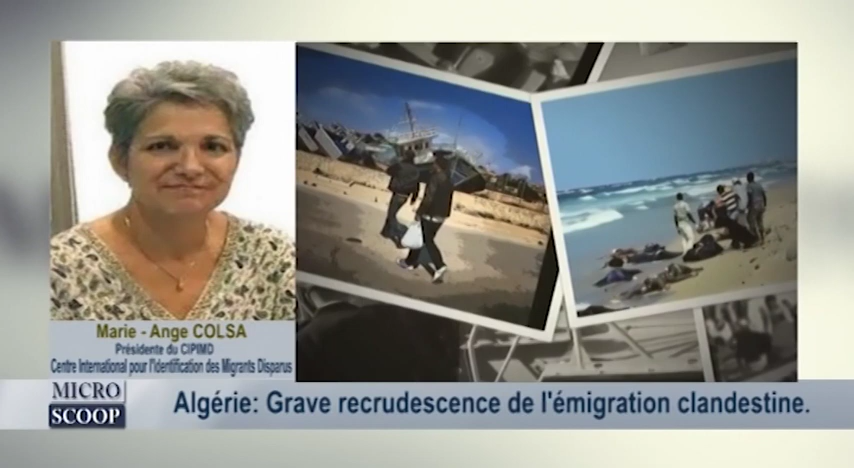 Marie - Ange COLSA
Présidente du CIPIMD
Centre International pour l'Identification des Migrants Disparus
MICRO
SCOOP
Algérie: Grave recrudescence de l'émigration clandestine.